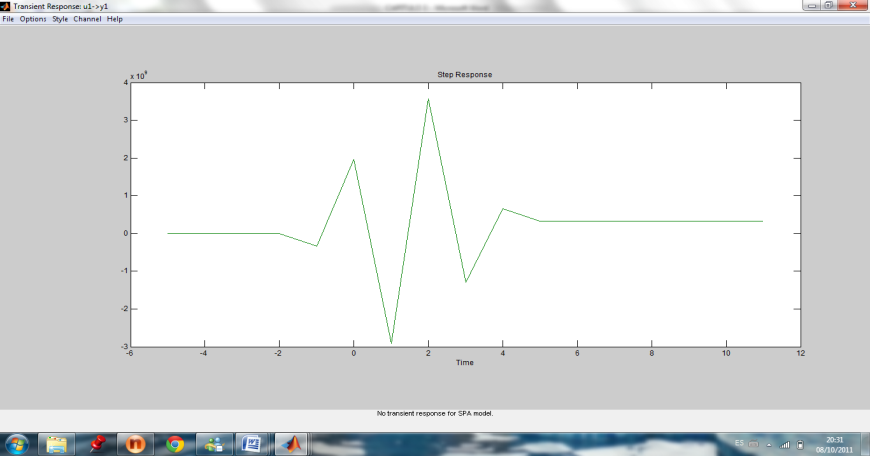 Transient Response: u1->y1
File Options Style Channel Help
Step Response
x 10
4
3
2
1
0
-1
-2
-3
-6 -4 -2 0 2 4 6 8 10 12
Time
No transient response for SPA model.
ES
20:31
08/10/2011